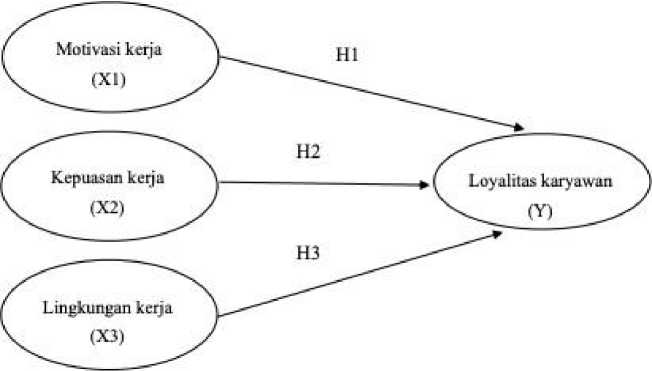 Motivasi kerja
(X1)
H1
Kepuasan kerja
(X2)
H2
Loyalitas karyawan
(Y)
H3
Lingkungan kerja
(X3)